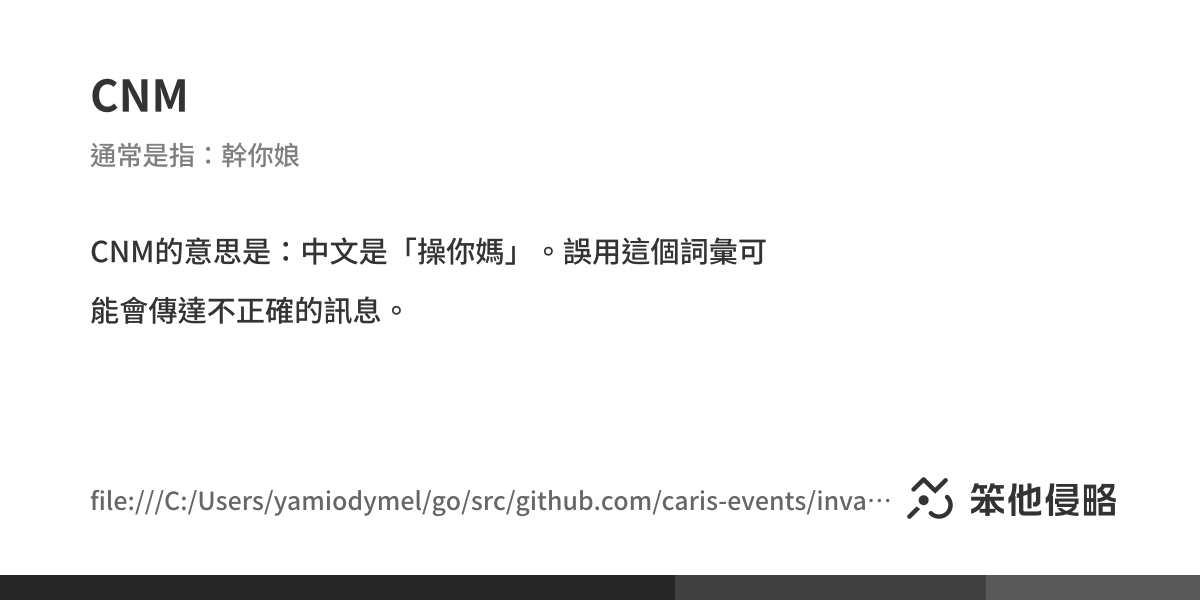 CNM
通常是指：幹你娘
CNM的意思是：中文是「操你媽」。誤用這個詞彙可
能會傳達不正確的訊息。
file:///C:/Users/yamiodymel/go/src/github.com/caris-events/inva…
笨他侵略